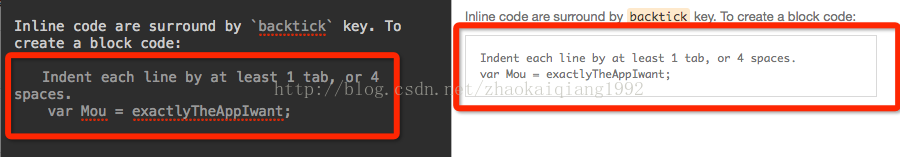 Inline code are surround by `backtick` key. To
create a block code:
Indent each line by at least 1 tab, or 4
spaces.
var Mou = exactlyTheAppIwant;
Inline code are surround by backtick key. To create a block code:
Indent each line by at least 1 tab, or 4 spaces.
var Mou = exactlyTheAppIwant;
http://blog.csdn.net/zhaokaiqiang1992